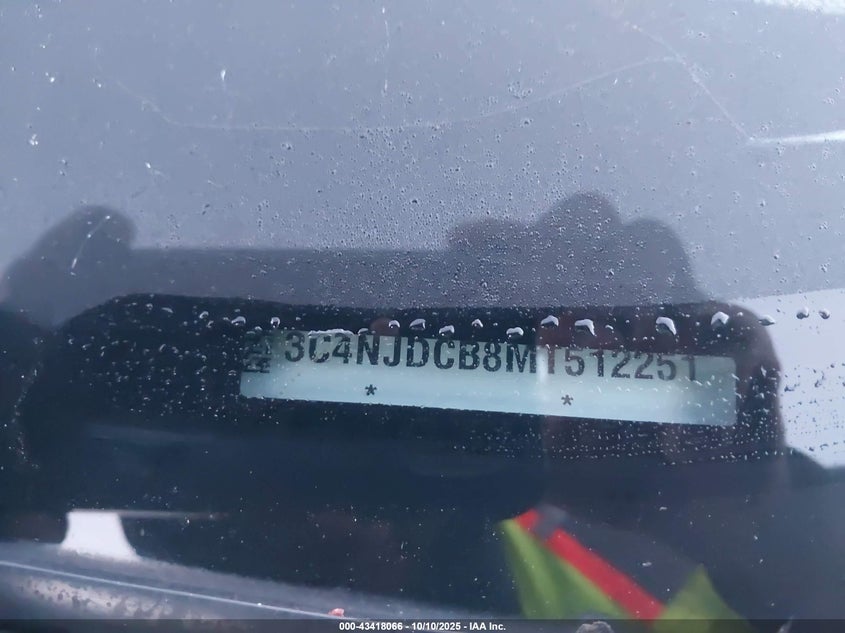 3C4NJDCB8MT512251
* *
000-43418066 - 10/10/2025 - IAA Inc.